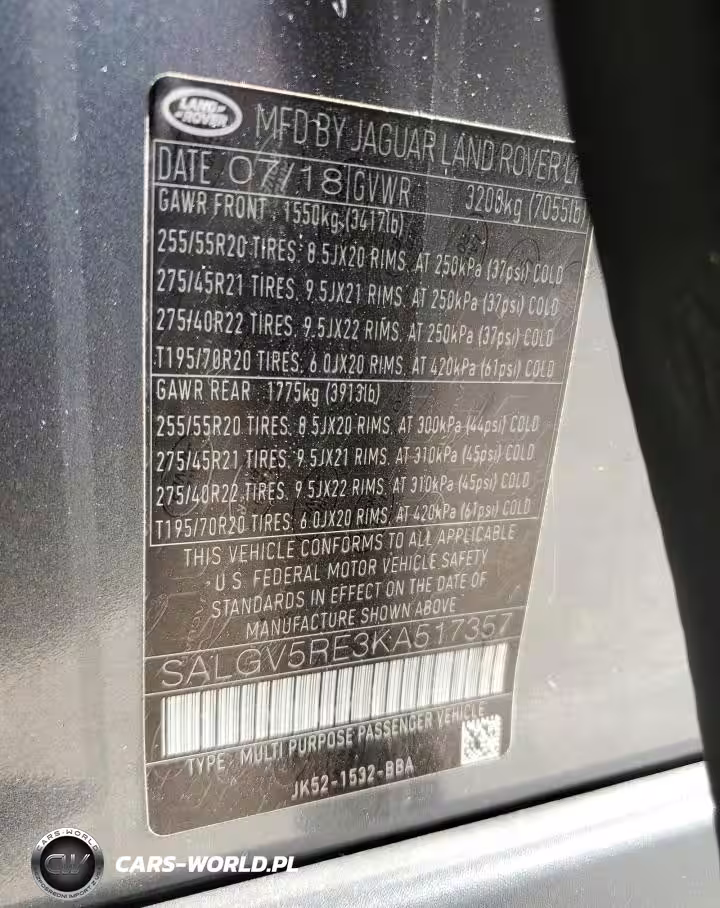 LAND ROVER
MFD BY JAGUAR LAND ROVER
DATE 07/18 GVWR 3200kg (7055lb)
GAWR FRONT 1550kg (3417lb)
255/55R20 TIRES, 8.5JX20 RIMS, AT 250kPa (37psi) COLD
275/45R21 TIRES, 9.5JX21 RIMS, AT 250kPa (37psi) COLD
275/40R22 TIRES, 9.5JX22 RIMS, AT 250kPa (37psi) COLD
T195/70R20 TIRES, 6.0JX20 RIMS, AT 420kPa (61psi) COLD
GAWR REAR 1775kg (3913lb)
255/55R20 TIRES, 8.5JX20 RIMS, AT 300kPa (44psi) COLD
275/45R21 TIRES, 9.5JX21 RIMS, AT 310kPa (45psi) COLD
275/40R22 TIRES, 9.5JX22 RIMS, AT 310kPa (45psi) COLD
T195/70R20 TIRES, 6.0JX20 RIMS, AT 420kPa (61psi) COLD
THIS VEHICLE CONFORMS TO ALL APPLICABLE
U.S. FEDERAL MOTOR VEHICLE SAFETY
STANDARDS IN EFFECT ON THE DATE OF
MANUFACTURE SHOWN ABOVE
SALGV5RE3KA517357
TYPE: MULTI PURPOSE PASSENGER VEHICLE
JK52-1532-BBA
CARS-WORLD
CW
CARS-WORLD.PL